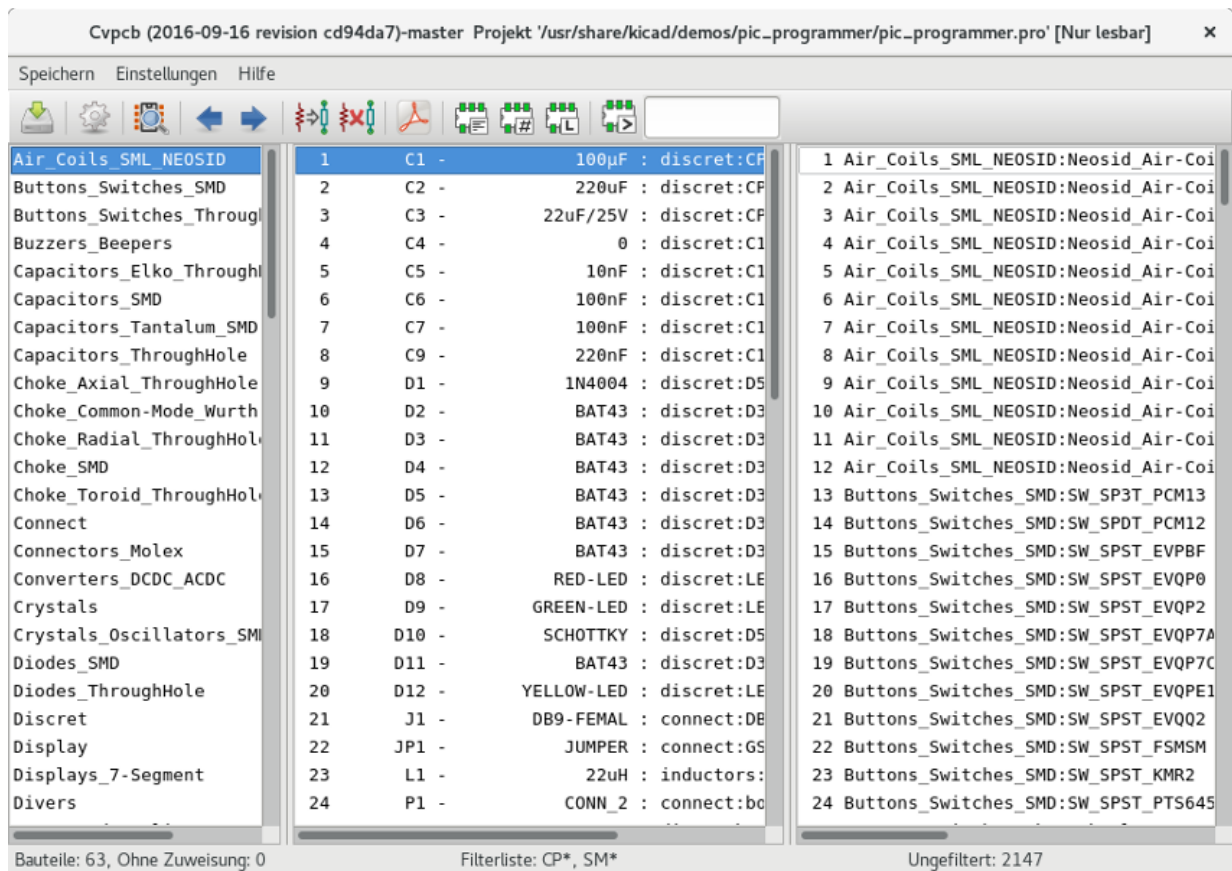 Cvpcb (2016-09-16 revision cd94da7)-master Projekt '/usr/share/kicad/demos/pic_programmer/pic_programmer.pro' [Nur lesbar]
Speichern Einstellungen Hilfe
Air_Coils_SML_NEOSID
Buttons_Switches_SMD
Buttons_Switches_Throug
Buzzers_Beepers
Capacitors_Elko_Through
Capacitors_SMD
Capacitors_Tantalum_SMD
Capacitors_ThroughHole
Choke_Axial_ThroughHole
Choke_Common-Mode_Wurth
Choke_Radial_ThroughHol
Choke_SMD
Choke_Toroid_ThroughHol
Connect
Connectors_Molex
Converters_DCDC_ACDC
Crystals
Crystals_Oscillators_SM
Diodes_SMD
Diodes_ThroughHole
Discret
Display
Displays_7-Segment
Divers
1 C1 - 100µF : discret:CP
2 C2 - 220uF : discret:CP
3 C3 - 22uF/25V : discret:CP
4 C4 - 0 : discret:C1
5 C5 - 10nF : discret:C1
6 C6 - 100nF : discret:C1
7 C7 - 100nF : discret:C1
8 C9 - 220nF : discret:C1
9 D1 - 1N4004 : discret:D5
10 D2 - BAT43 : discret:D3
11 D3 - BAT43 : discret:D3
12 D4 - BAT43 : discret:D3
13 D5 - BAT43 : discret:D3
14 D6 - BAT43 : discret:D3
15 D7 - BAT43 : discret:D3
16 D8 - RED-LED : discret:LE
17 D9 - GREEN-LED : discret:LE
18 D10 - SCHOTTKY : discret:D5
19 D11 - BAT43 : discret:D3
20 D12 - YELLOW-LED : discret:LE
21 J1 - DB9-FEMAL : connect:DB
22 JP1 - JUMPER : connect:GS
23 L1 - 22uH : inductors:
24 P1 - CONN_2 : connect:bo
1 Air_Coils_SML_NEOSID:Neosid_Air-Coi
2 Air_Coils_SML_NEOSID:Neosid_Air-Coi
3 Air_Coils_SML_NEOSID:Neosid_Air-Coi
4 Air_Coils_SML_NEOSID:Neosid_Air-Coi
5 Air_Coils_SML_NEOSID:Neosid_Air-Coi
6 Air_Coils_SML_NEOSID:Neosid_Air-Coi
7 Air_Coils_SML_NEOSID:Neosid_Air-Coi
8 Air_Coils_SML_NEOSID:Neosid_Air-Coi
9 Air_Coils_SML_NEOSID:Neosid_Air-Coi
10 Air_Coils_SML_NEOSID:Neosid_Air-Coi
11 Air_Coils_SML_NEOSID:Neosid_Air-Coi
12 Air_Coils_SML_NEOSID:Neosid_Air-Coi
13 Buttons_Switches_SMD:SW_SP3T_PCM13
14 Buttons_Switches_SMD:SW_SPDT_PCM12
15 Buttons_Switches_SMD:SW_SPST_EVPBF
16 Buttons_Switches_SMD:SW_SPST_EVQP0
17 Buttons_Switches_SMD:SW_SPST_EVQP2
18 Buttons_Switches_SMD:SW_SPST_EVQP7A
19 Buttons_Switches_SMD:SW_SPST_EVQP7C
20 Buttons_Switches_SMD:SW_SPST_EVQPE1
21 Buttons_Switches_SMD:SW_SPST_EVQQ2
22 Buttons_Switches_SMD:SW_SPST_FSMSM
23 Buttons_Switches_SMD:SW_SPST_KMR2
24 Buttons_Switches_SMD:SW_SPST_PTS645
Bauteile: 63, Ohne Zuweisung: 0
Filterliste: CP*, SM*
Ungefiltert: 2147